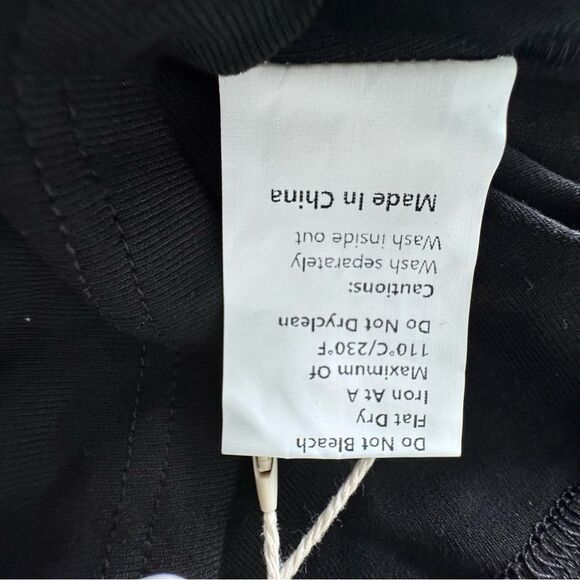 Do Not Bleach
Flat Dry
Iron At A
Maximum Of
110°C/230°F
Do Not Dryclean
Cautions:
Wash separately
Wash inside out
Made In China